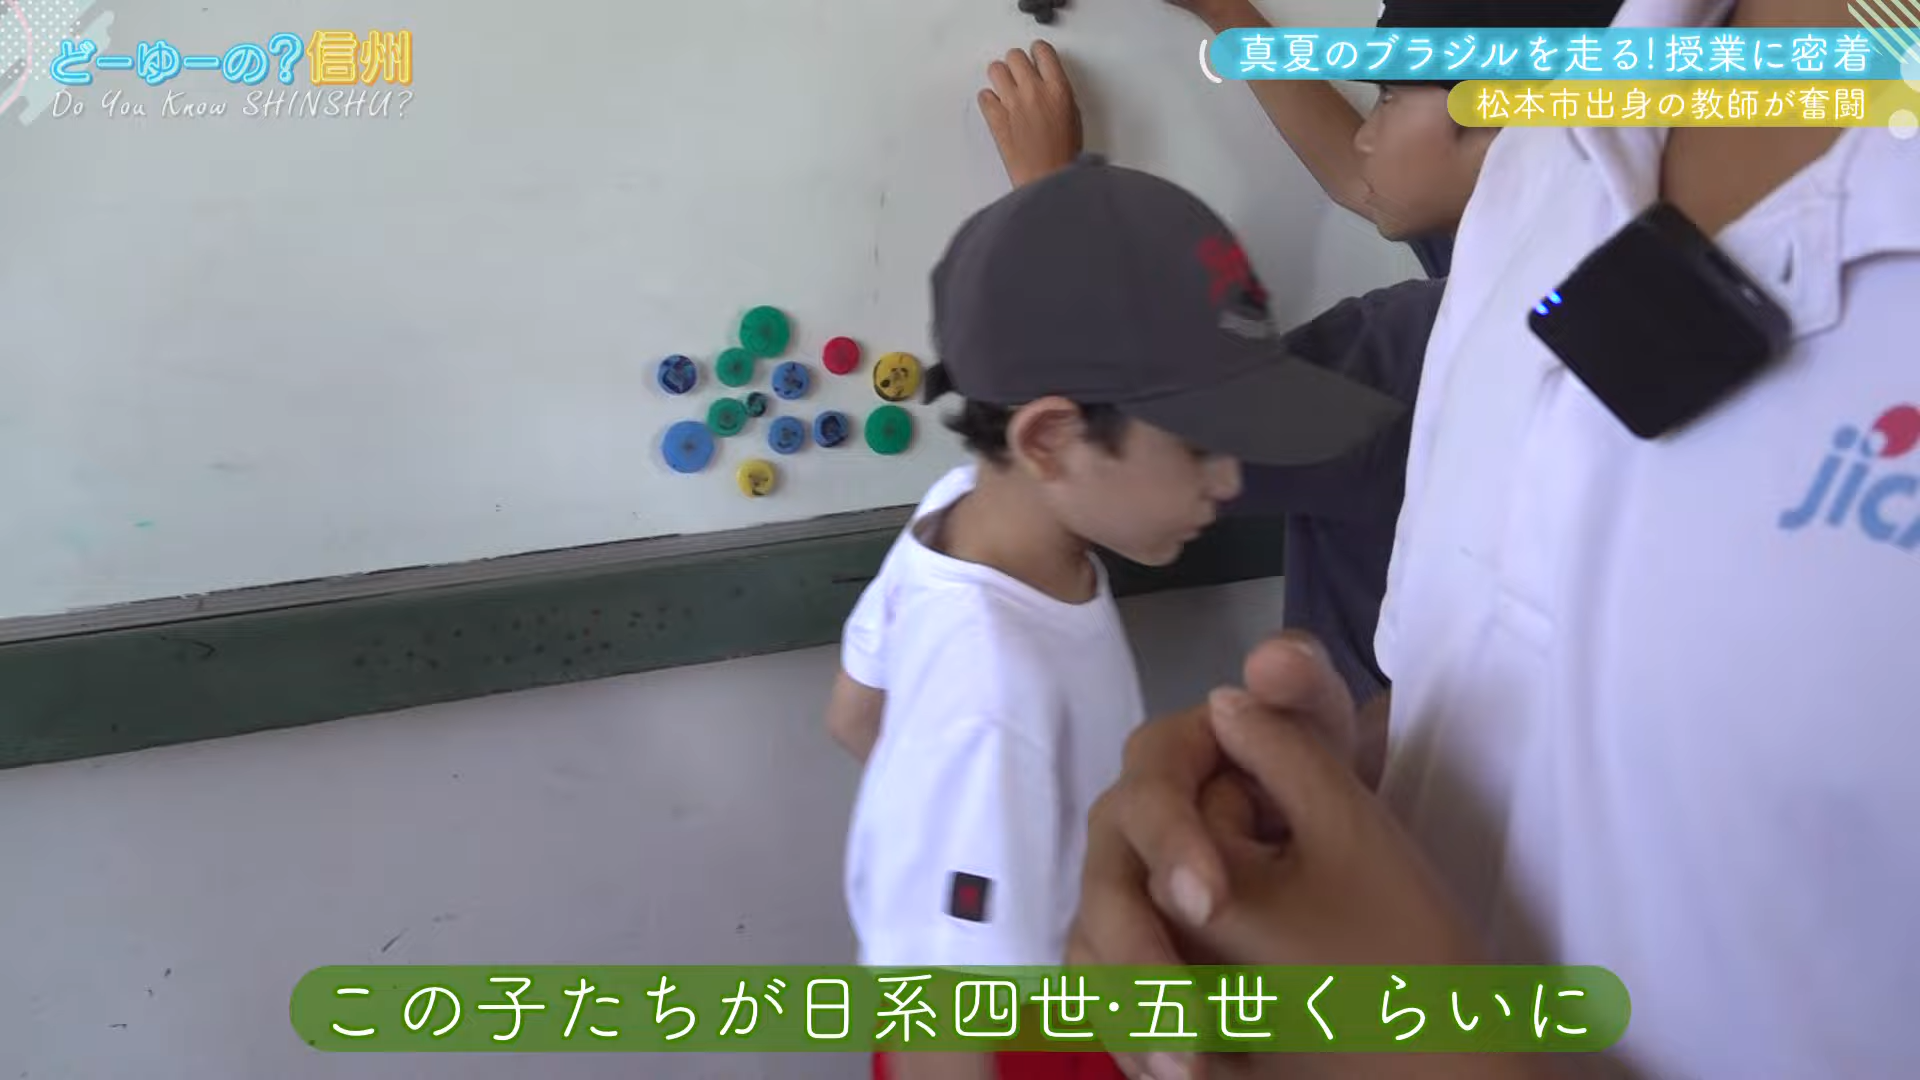 どーゆーの?信州
Do You Know SHINSHU?
真夏のブラジルを走る!授業に密着
松本市出身の教師が奮闘
jica
この子たちが日系四世・五世くらいに